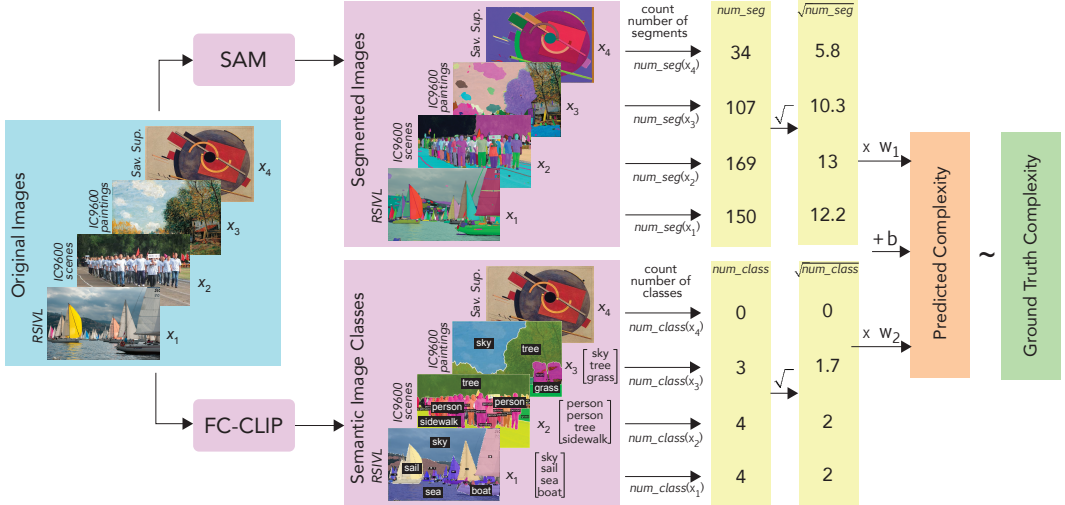 Original Images
RSIVL
IC9600
scenes
IC9600
paintings
Sav. Sup.
x1
x2
x3
x4
SAM
FC-CLIP
Segmented Images
RSIVL
IC9600
scenes
IC9600
paintings
Sav. Sup.
x1
x2
x3
x4
Semantic Image Classes
RSIVL
IC9600
scenes
IC9600
paintings
Sav. Sup.
x4
sky
tree
grass
x3
sky
tree
grass
tree
person
person
sidewalk
x2
person
person
tree
sidewalk
sky
sail
sea
boat
x1
sky
sail
sea
boat
count
number of
segments
num_seg(x4)
num_seg(x3)
num_seg(x2)
num_seg(x1)
num_seg
34
107
169
150
√
√num_seg
5.8
10.3
13
12.2
count
number of
classes
num_class(x4)
num_class(x3)
num_class(x2)
num_class(x1)
num_class
0
3
4
4
√
√num_class
0
1.7
2
2
x w1
+ b
x w2
Predicted Complexity
~
Ground Truth Complexity